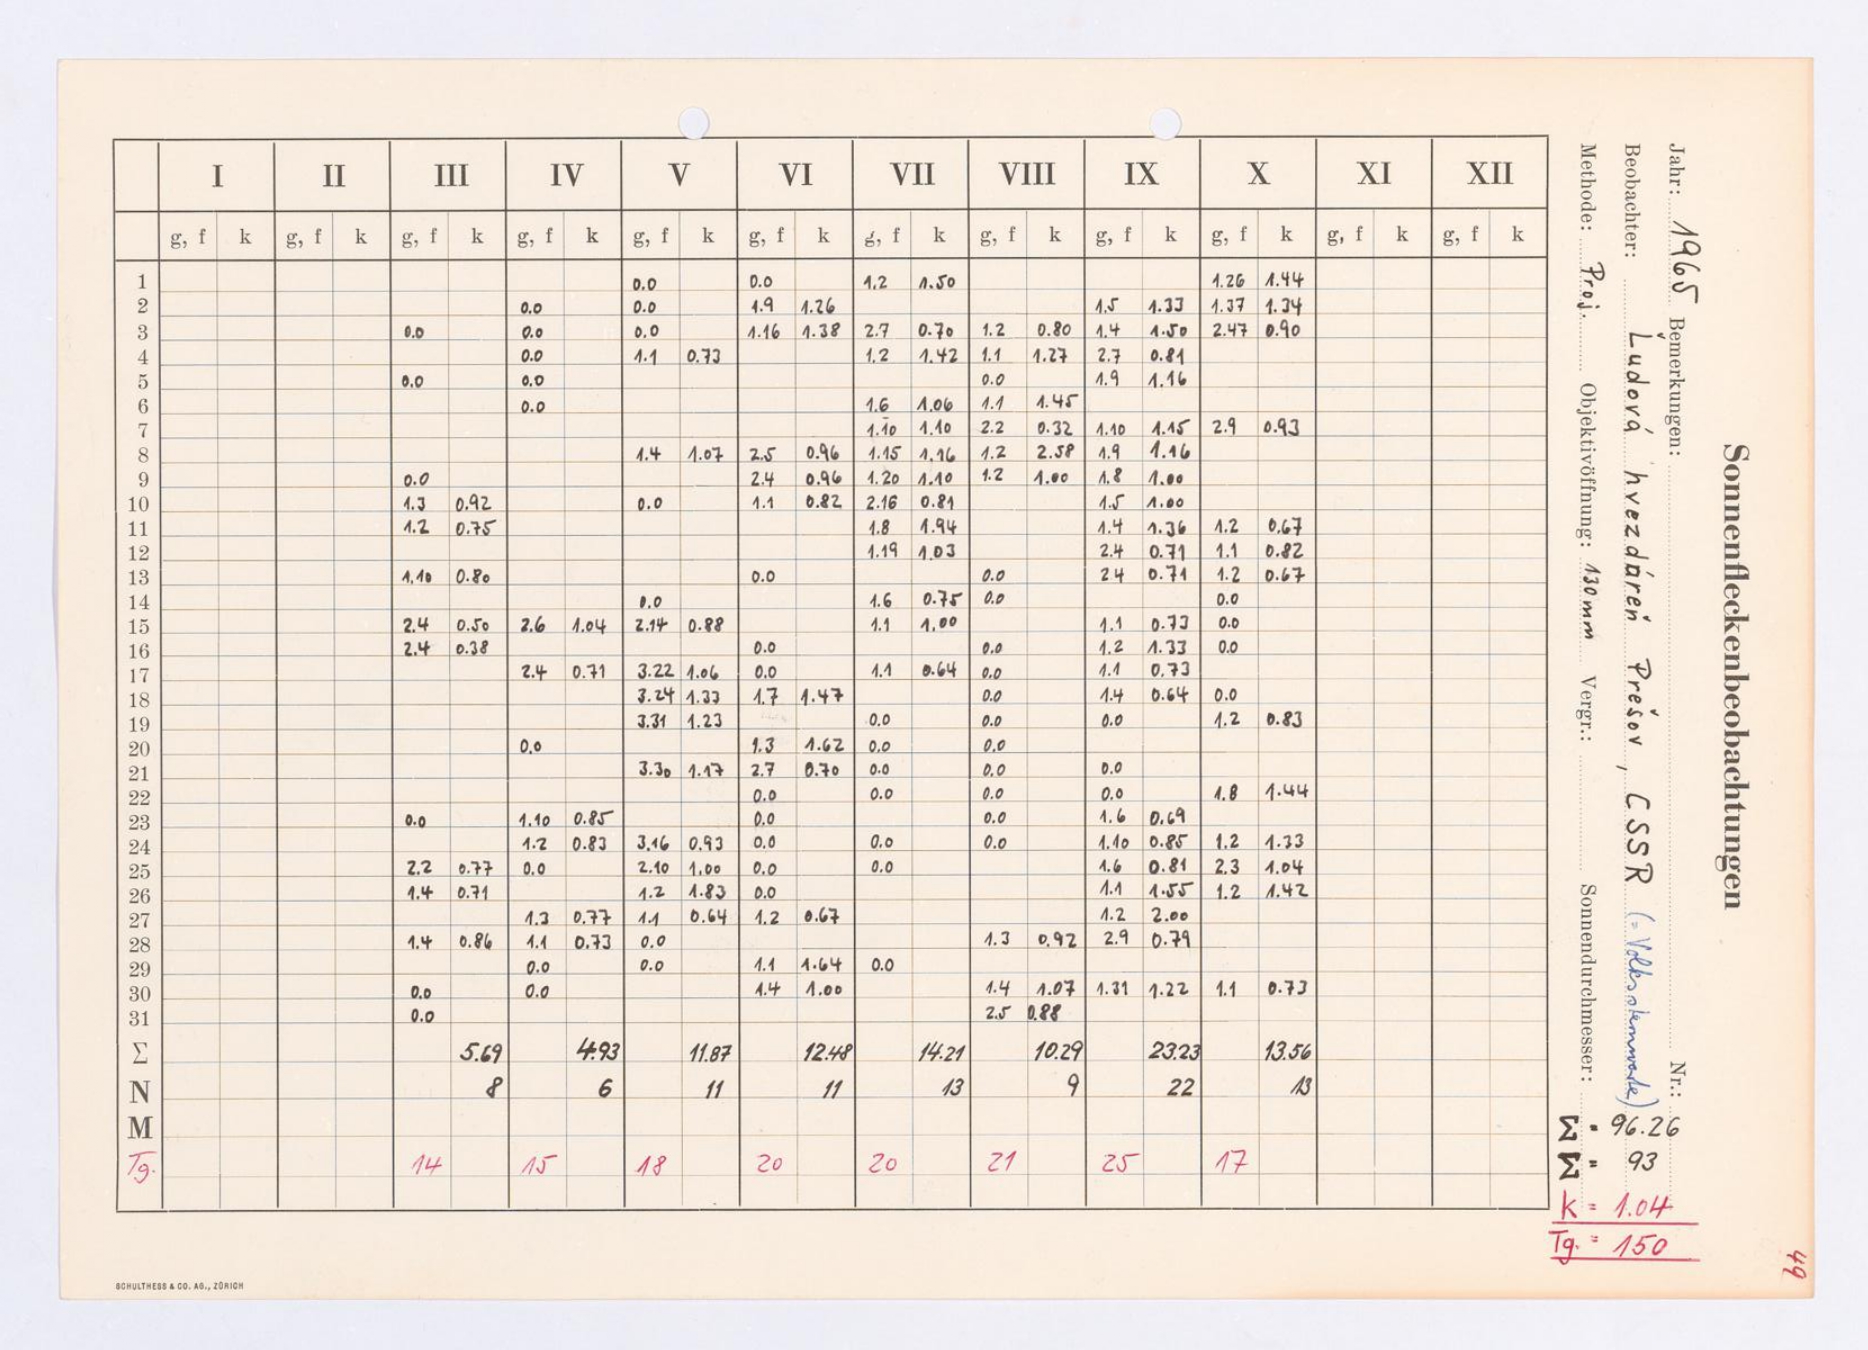 I II III IV V VI VII VIII IX X XI XII
g, f k g, f k g, f k g, f k g, f k g, f k g, f k g, f k g, f k g, f k g, f k g, f k
1 0.0 0.0 1.2 1.50 1.26 1.44
2 0.0 0.0 1.9 1.26 1.5 1.33 1.37 1.34
3 0.0 0.0 0.0 1.16 1.38 2.7 0.70 1.2 0.80 1.4 1.50 2.47 0.90
4 0.0 1.1 0.73 1.2 1.42 1.1 1.27 2.7 0.81
5 0.0 0.0 0.0 1.9 1.16
6 0.0 1.6 1.06 1.1 1.45
7 1.10 1.10 2.2 0.32 1.10 1.15 2.9 0.93
8 1.4 1.07 2.5 0.96 1.15 1.16 1.2 2.58 1.9 1.16
9 0.0 2.4 0.96 1.20 1.10 1.2 1.00 1.8 1.00
10 1.3 0.92 0.0 1.1 0.82 2.16 0.81 1.5 1.00
11 1.2 0.75 1.8 1.94 1.4 1.36 1.2 0.67
12 1.19 1.03 2.4 0.71 1.1 0.82
13 1.10 0.80 0.0 0.0 2.4 0.71 1.2 0.67
14 0.0 1.6 0.75 0.0 0.0
15 2.4 0.50 2.6 1.04 2.14 0.88 1.1 1.00 1.1 0.73 0.0
16 2.4 0.38 0.0 0.0 1.2 1.33 0.0
17 2.4 0.71 3.22 1.06 0.0 1.1 0.64 0.0 1.1 0.73
18 3.24 1.33 1.7 1.47 0.0 1.4 0.64 0.0
19 3.31 1.23 0.0 0.0 0.0 1.2 0.83
20 0.0 1.3 1.62 0.0 0.0
21 3.30 1.17 2.7 0.70 0.0 0.0 0.0
22 0.0 0.0 0.0 0.0 1.8 1.44
23 0.0 1.10 0.85 0.0 0.0 1.6 0.69
24 1.2 0.83 3.16 0.93 0.0 0.0 0.0 1.10 0.85 1.2 1.33
25 2.2 0.77 0.0 2.10 1.00 0.0 0.0 1.6 0.81 2.3 1.04
26 1.4 0.71 1.2 1.83 0.0 1.1 1.55 1.2 1.42
27 1.3 0.77 1.1 0.64 1.2 0.67 1.2 2.00
28 1.4 0.86 1.1 0.73 0.0 1.3 0.92 2.9 0.79
29 0.0 0.0 1.1 1.64 0.0
30 0.0 0.0 1.4 1.00 1.4 1.07 1.31 1.22 1.1 0.73
31 0.0 2.5 0.88
Σ 5.69 4.93 11.87 12.48 14.21 10.29 23.23 13.56
N 8 6 11 11 13 9 22 13
M
Tg. 14 15 18 20 20 21 25 17
SCHULTHESS & CO. AG., ZÜRICH
Sonnenfleckenbeobachtungen
Jahr: 1965 Bemerkungen: Nr.:
Beobachter: Ľudová hvezdáreň Prešov, CSSR (= Volkssternwarte)
Methode: Proj. Objektivöffnung: 130mm Vergr.: Sonnendurchmesser:
Σ = 96.26
Σ = 93
k = 1.04
Tg. = 150
49